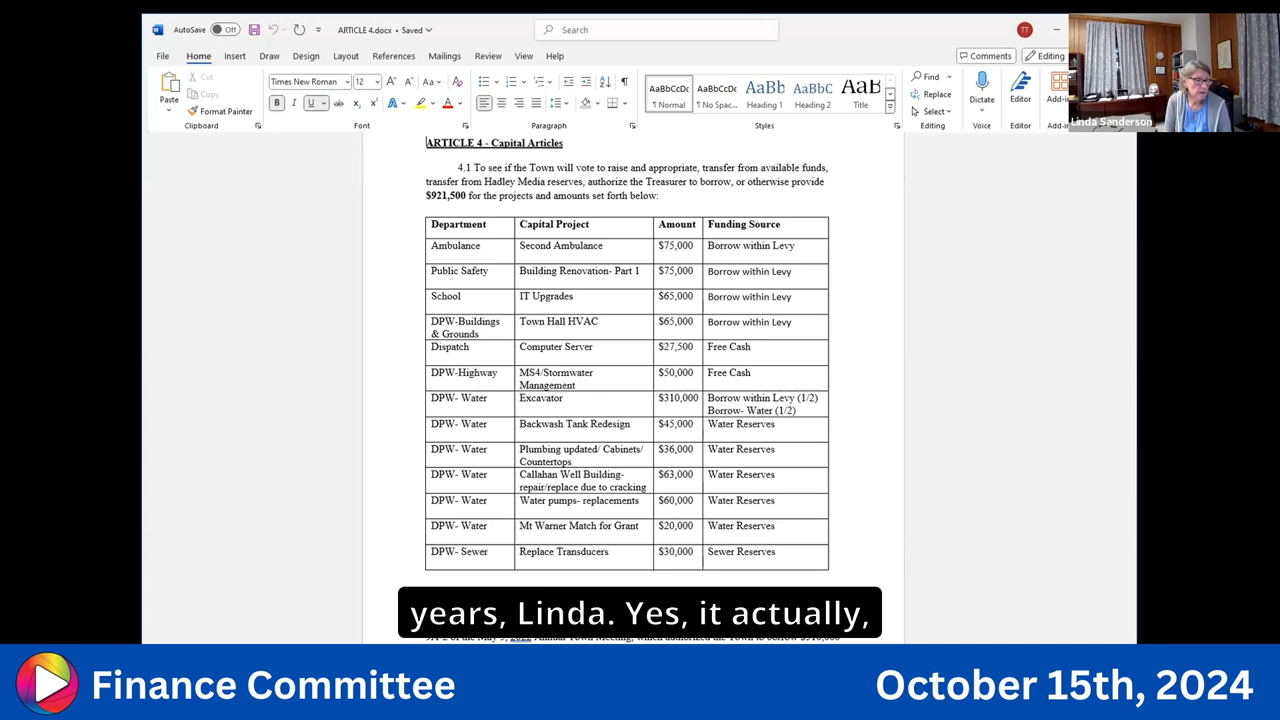 AutoSave Off ARTICLE 4.docx • Saved Search TT
File Home Insert Draw Design Layout References Mailings Review View Help Comments Editing
Paste Cut Copy Format Painter Clipboard
Times New Roman 12 Font
Paragraph
AaBbCcDc AaBbCcDc AaBb AaBbC AaB
¶ Normal ¶ No Spac... Heading 1 Heading 2 Title
Styles
Find Replace Select Editing
Dictate Voice
Editor Editor
Add-in
Linda Sanderson
ARTICLE 4 - Capital Articles
4.1 To see if the Town will vote to raise and appropriate, transfer from available funds,
transfer from Hadley Media reserves, authorize the Treasurer to borrow, or otherwise provide
$921,500 for the projects and amounts set forth below:
Department Capital Project Amount Funding Source
Ambulance Second Ambulance $75,000 Borrow within Levy
Public Safety Building Renovation- Part 1 $75,000 Borrow within Levy
School IT Upgrades $65,000 Borrow within Levy
DPW-Buildings Town Hall HVAC $65,000 Borrow within Levy
& Grounds
Dispatch Computer Server $27,500 Free Cash
DPW-Highway MS4/Stormwater $50,000 Free Cash
Management
DPW- Water Excavator $310,000 Borrow within Levy (1/2)
Borrow- Water (1/2)
DPW- Water Backwash Tank Redesign $45,000 Water Reserves
DPW- Water Plumbing updated/ Cabinets/ $36,000 Water Reserves
Countertops
DPW- Water Callahan Well Building- $63,000 Water Reserves
repair/replace due to cracking
DPW- Water Water pumps- replacements $60,000 Water Reserves
DPW- Water Mt Warner Match for Grant $20,000 Water Reserves
DPW- Sewer Replace Transducers $30,000 Sewer Reserves
years, Linda. Yes, it actually,
Finance Committee
October 15th, 2024